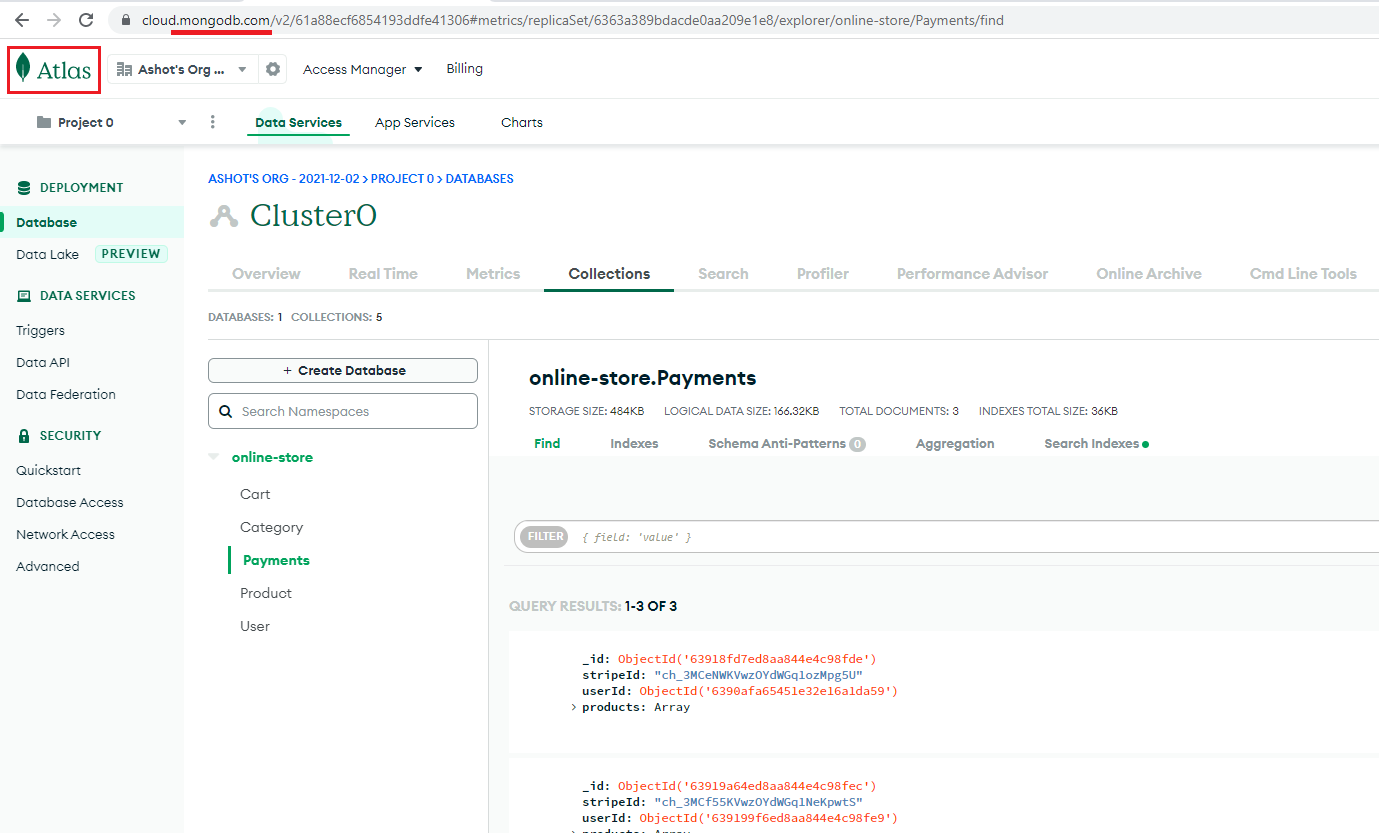 cloud.mongodb.com/v2/61a88ecf6854193ddfe41306#metrics/replicaSet/6363a389bdacde0aa209e1e8/explorer/online-store/Payments/find
Atlas Ashot's Org ... Access Manager Billing
Project 0 Data Services App Services Charts
DEPLOYMENT
Database
Data Lake PREVIEW
DATA SERVICES
Triggers
Data API
Data Federation
SECURITY
Quickstart
Database Access
Network Access
Advanced
ASHOT'S ORG - 2021-12-02 > PROJECT 0 > DATABASES
Cluster0
Overview Real Time Metrics Collections Search Profiler Performance Advisor Online Archive Cmd Line Tools
DATABASES: 1 COLLECTIONS: 5
+ Create Database
Search Namespaces
online-store
Cart
Category
Payments
Product
User
online-store.Payments
STORAGE SIZE: 484KB LOGICAL DATA SIZE: 166.32KB TOTAL DOCUMENTS: 3 INDEXES TOTAL SIZE: 36KB
Find Indexes Schema Anti-Patterns 0 Aggregation Search Indexes
FILTER { field: 'value' }
QUERY RESULTS: 1-3 OF 3
_id: ObjectId('63918fd7ed8aa844e4c98fde')
stripeId: "ch_3MCeNWKVwzOYdWGq1ozMpg5U"
userId: ObjectId('6390afa65451e32e16a1da59')
> products: Array
_id: ObjectId('63919a64ed8aa844e4c98fec')
stripeId: "ch_3MCf55KVwzOYdWGq1NeKpwtS"
userId: ObjectId('639199f6ed8aa844e4c98fe9')
> products: Array